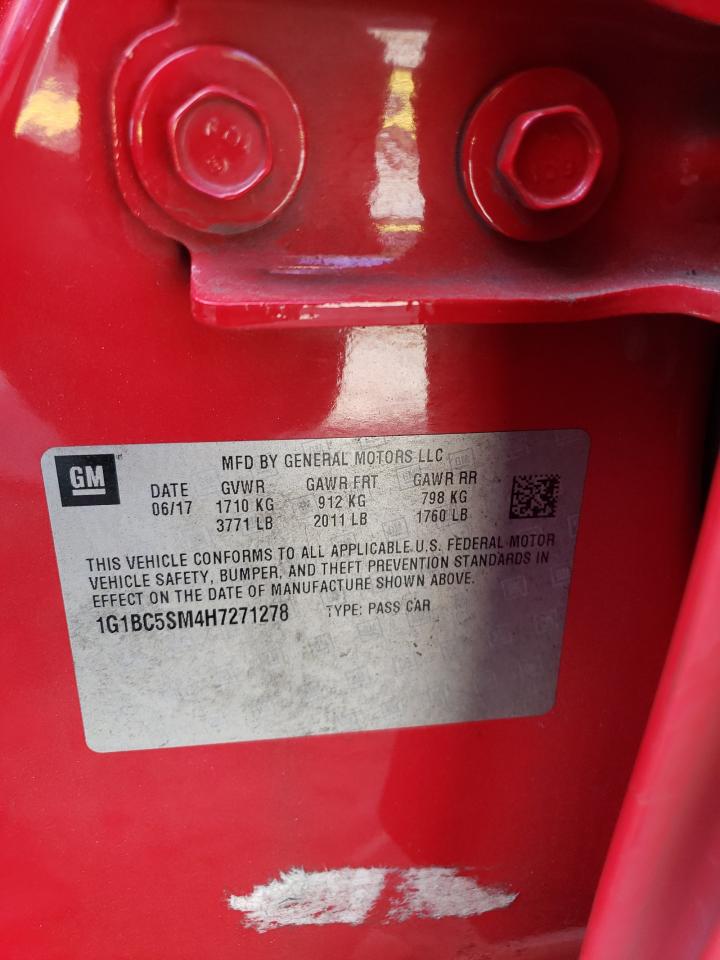 GM
MFD BY GENERAL MOTORS LLC
DATE GVWR GAWR FRT GAWR RR
06/17 1710 KG 912 KG 798 KG
3771 LB 2011 LB 1760 LB
THIS VEHICLE CONFORMS TO ALL APPLICABLE U.S. FEDERAL MOTOR
VEHICLE SAFETY, BUMPER, AND THEFT PREVENTION STANDARDS IN
EFFECT ON THE DATE OF MANUFACTURE SHOWN ABOVE.
1G1BC5SM4H7271278 TYPE: PASS CAR